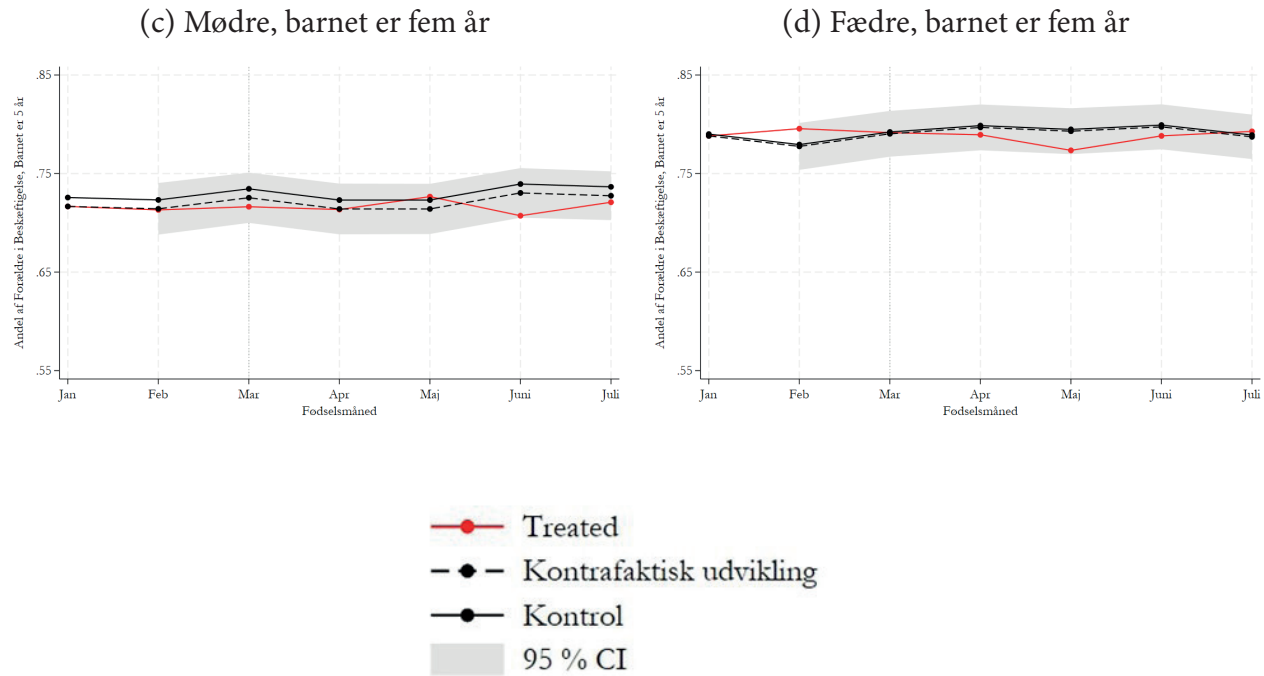 (c) Mødre, barnet er fem år
Andel af Forældre i Beskæftigelse, Barnet er 5 år
.85
.75
.65
.55
Jan Feb Mar Apr Maj Juni Juli
Fødselsmåned
(d) Fædre, barnet er fem år
Andel af Forældre i Beskæftigelse, Barnet er 5 år
.85
.75
.65
.55
Jan Feb Mar Apr Maj Juni Juli
Fødselsmåned
Treated
Kontrafaktisk udvikling
Kontrol
95 % CI